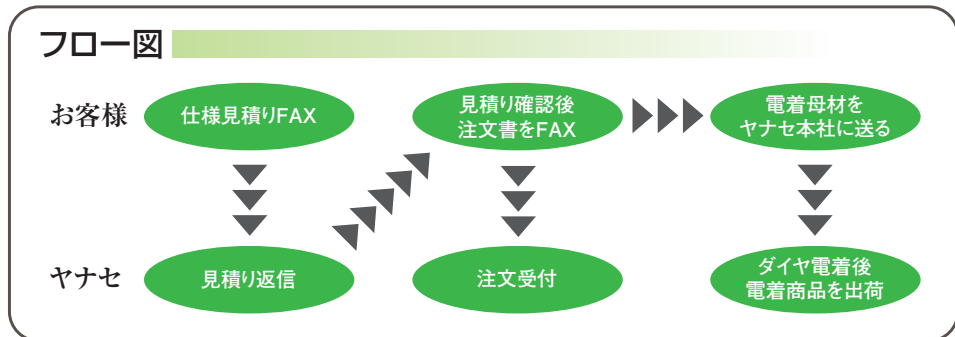 フロー図
お客様
仕様見積りFAX
見積り確認後
注文書をFAX
電着母材を
ヤナセ本社に送る
ヤナセ
見積り返信
注文受付
ダイヤ電着後
電着商品を出荷